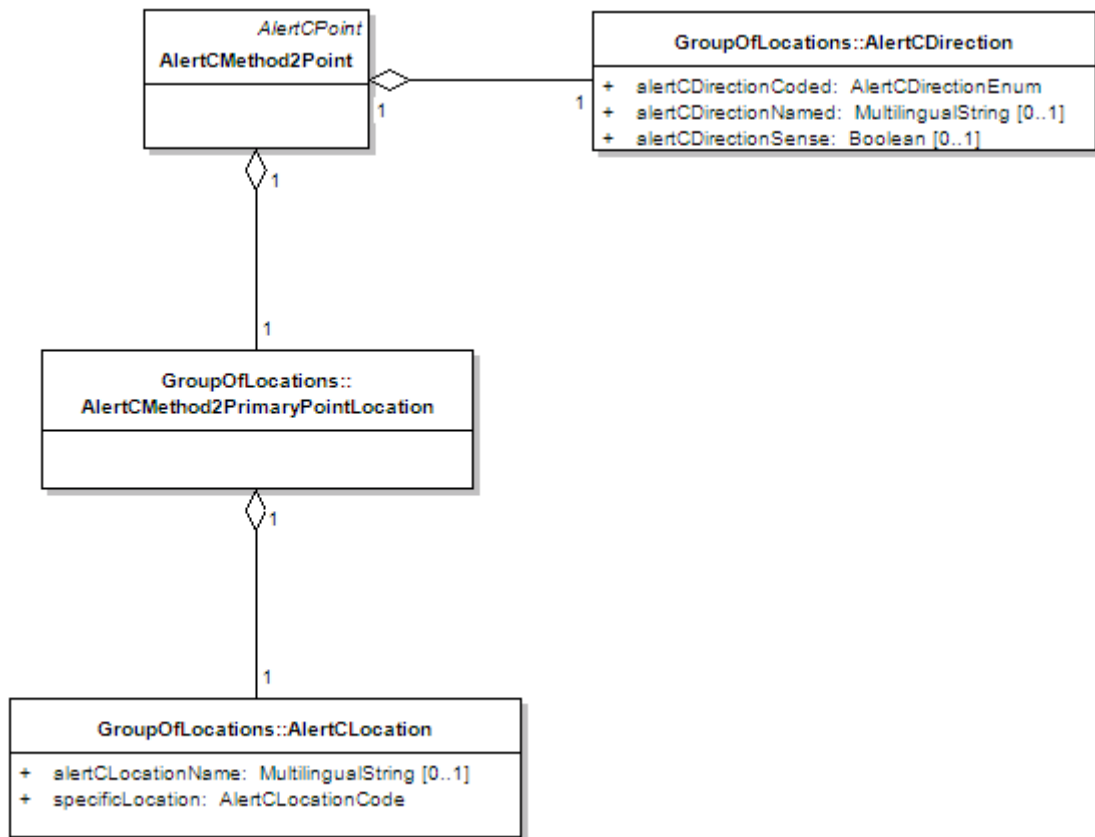 AlertCPoint
AlertCMethod2Point
GroupOfLocations::AlertCDirection
+ alertCDirectionCoded: AlertCDirectionEnum
+ alertCDirectionNamed: MultilingualString [0..1]
+ alertCDirectionSense: Boolean [0..1]
1
1
1
1
GroupOfLocations::
AlertCMethod2PrimaryPointLocation
1
1
GroupOfLocations::AlertCLocation
+ alertCLocationName: MultilingualString [0..1]
+ specificLocation: AlertCLocationCode